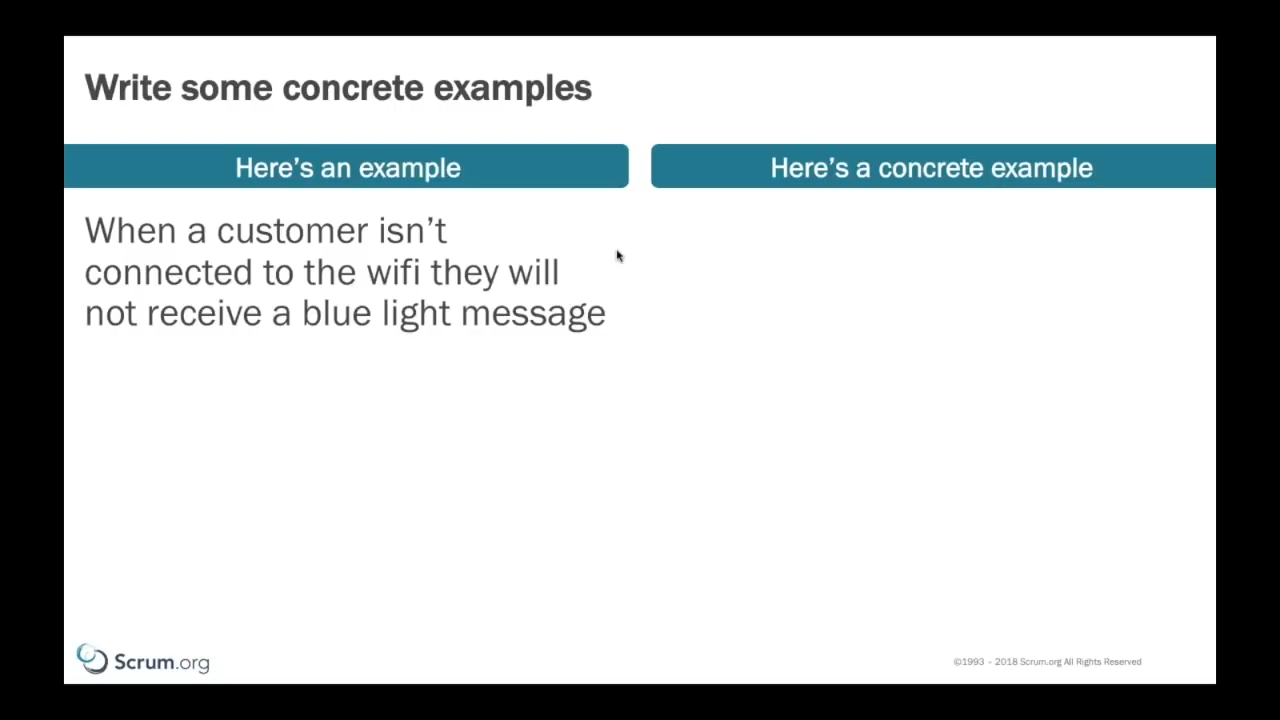 Write some concrete examples
Here's an example
Here's a concrete example
When a customer isn't
connected to the wifi they will
not receive a blue light message
Scrum.org
©1993 - 2018 Scrum.org All Rights Reserved